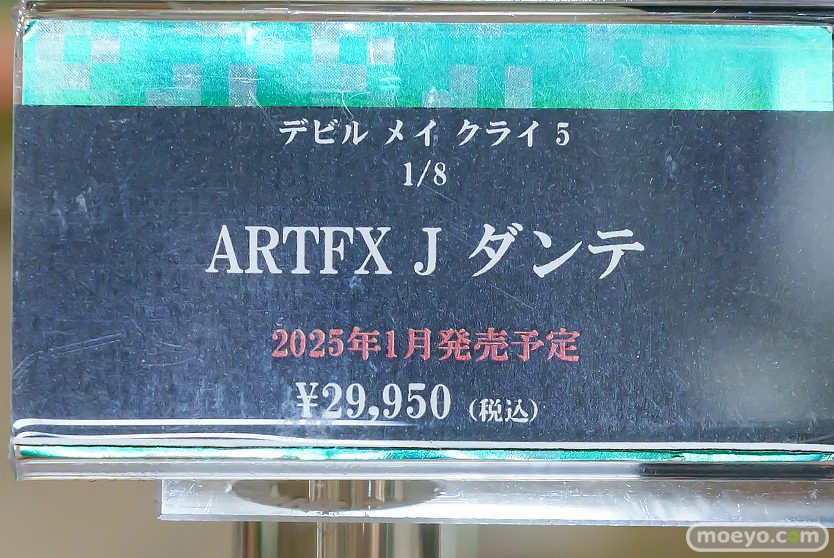 デビル メイ クライ 5
1/8
ARTFX J ダンテ
2025年1月発売予定
¥29,950 (税込)
moeyo.com